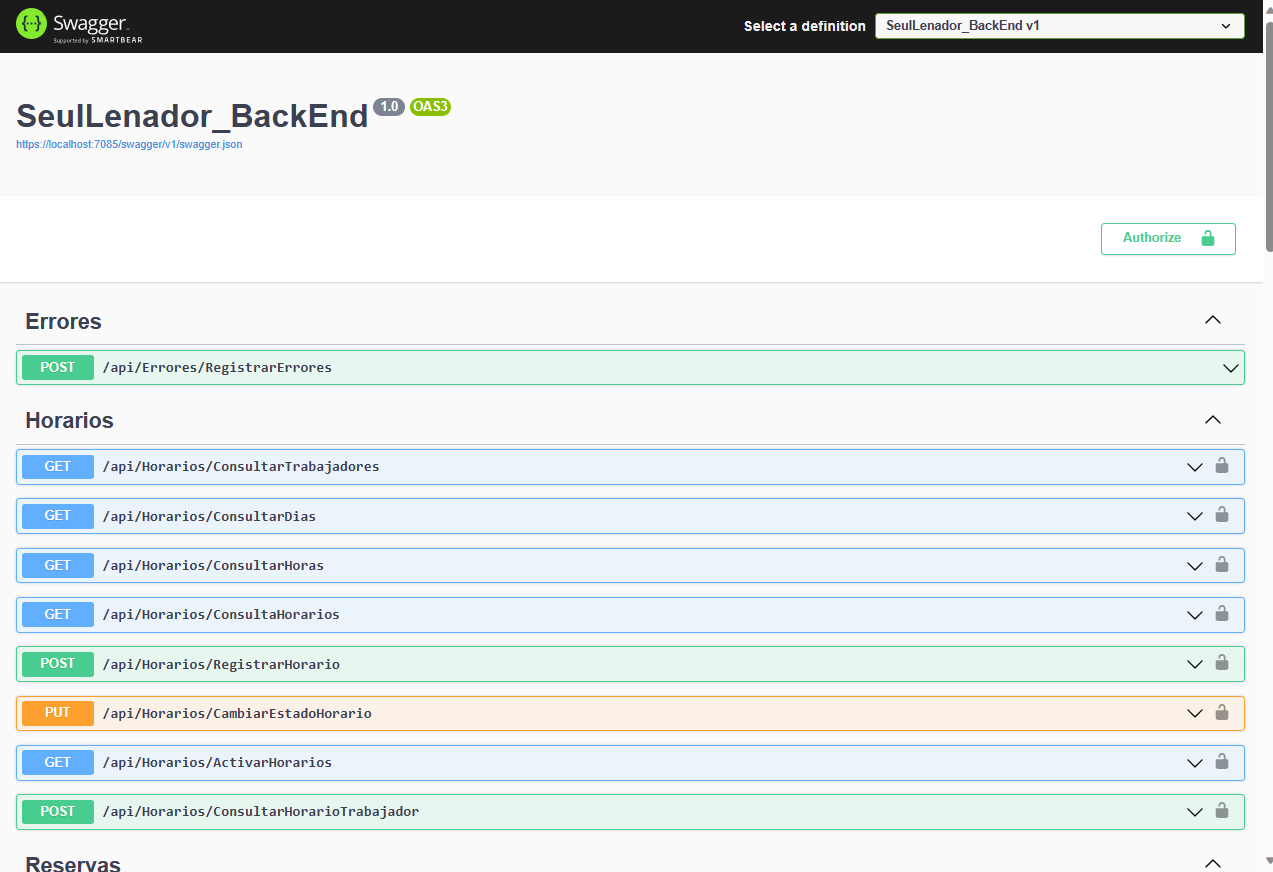 Swagger
Supported by SMARTBEAR
Select a definition
SeulLenador_BackEnd v1
SeulLenador_BackEnd 1.0 OAS3
https://localhost:7085/swagger/v1/swagger.json
Authorize
Errores
POST /api/Errores/RegistrarErrores
Horarios
GET /api/Horarios/ConsultarTrabajadores
GET /api/Horarios/ConsultarDias
GET /api/Horarios/ConsultarHoras
GET /api/Horarios/ConsultaHorarios
POST /api/Horarios/RegistrarHorario
PUT /api/Horarios/CambiarEstadoHorario
GET /api/Horarios/ActivarHorarios
POST /api/Horarios/ConsultarHorarioTrabajador
Reservas